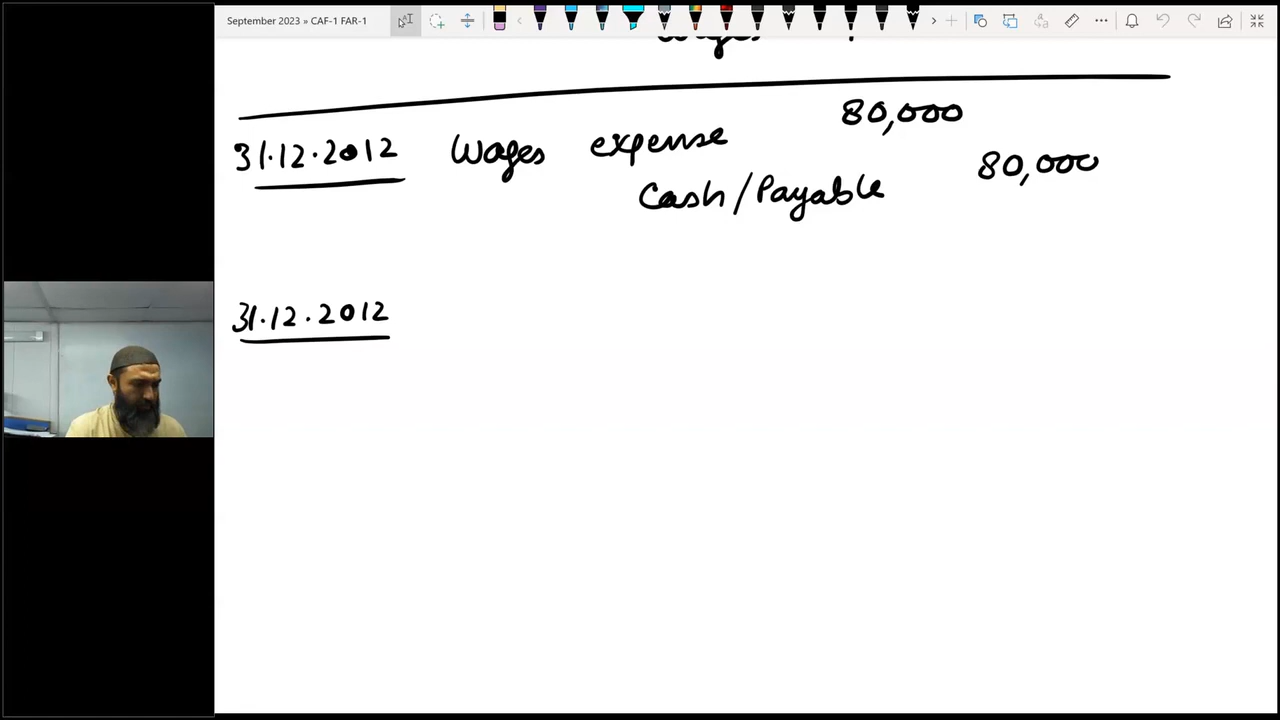 September 2023 » CAF-1 FAR-1
wages
31.12.2012 Wages expense 80,000
Cash/Payable 80,000
31.12.2012